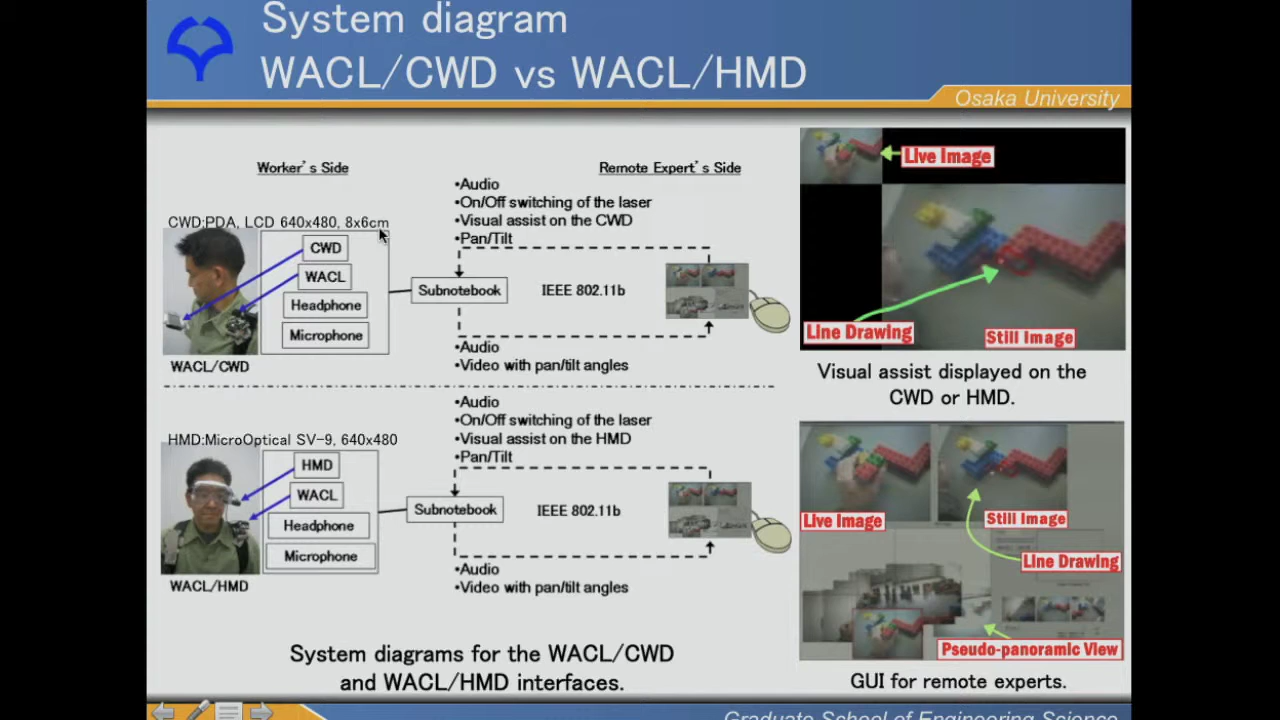 System diagram
WACL/CWD vs WACL/HMD
Osaka University
Worker's Side
Remote Expert's Side
CWD:PDA, LCD 640x480, 8x6cm
CWD
WACL
Headphone
Microphone
WACL/CWD
•Audio
•On/Off switching of the laser
•Visual assist on the CWD
•Pan/Tilt
Subnotebook
IEEE 802.11b
•Audio
•Video with pan/tilt angles
HMD:MicroOptical SV-9, 640x480
HMD
WACL
Headphone
Microphone
WACL/HMD
•Audio
•On/Off switching of the laser
•Visual assist on the HMD
•Pan/Tilt
Subnotebook
IEEE 802.11b
•Audio
•Video with pan/tilt angles
System diagrams for the WACL/CWD
and WACL/HMD interfaces.
Live Image
Line Drawing
Still Image
Visual assist displayed on the
CWD or HMD.
Live Image
Still Image
Line Drawing
Pseudo-panoramic View
GUI for remote experts.
Graduate School of Engineering Science